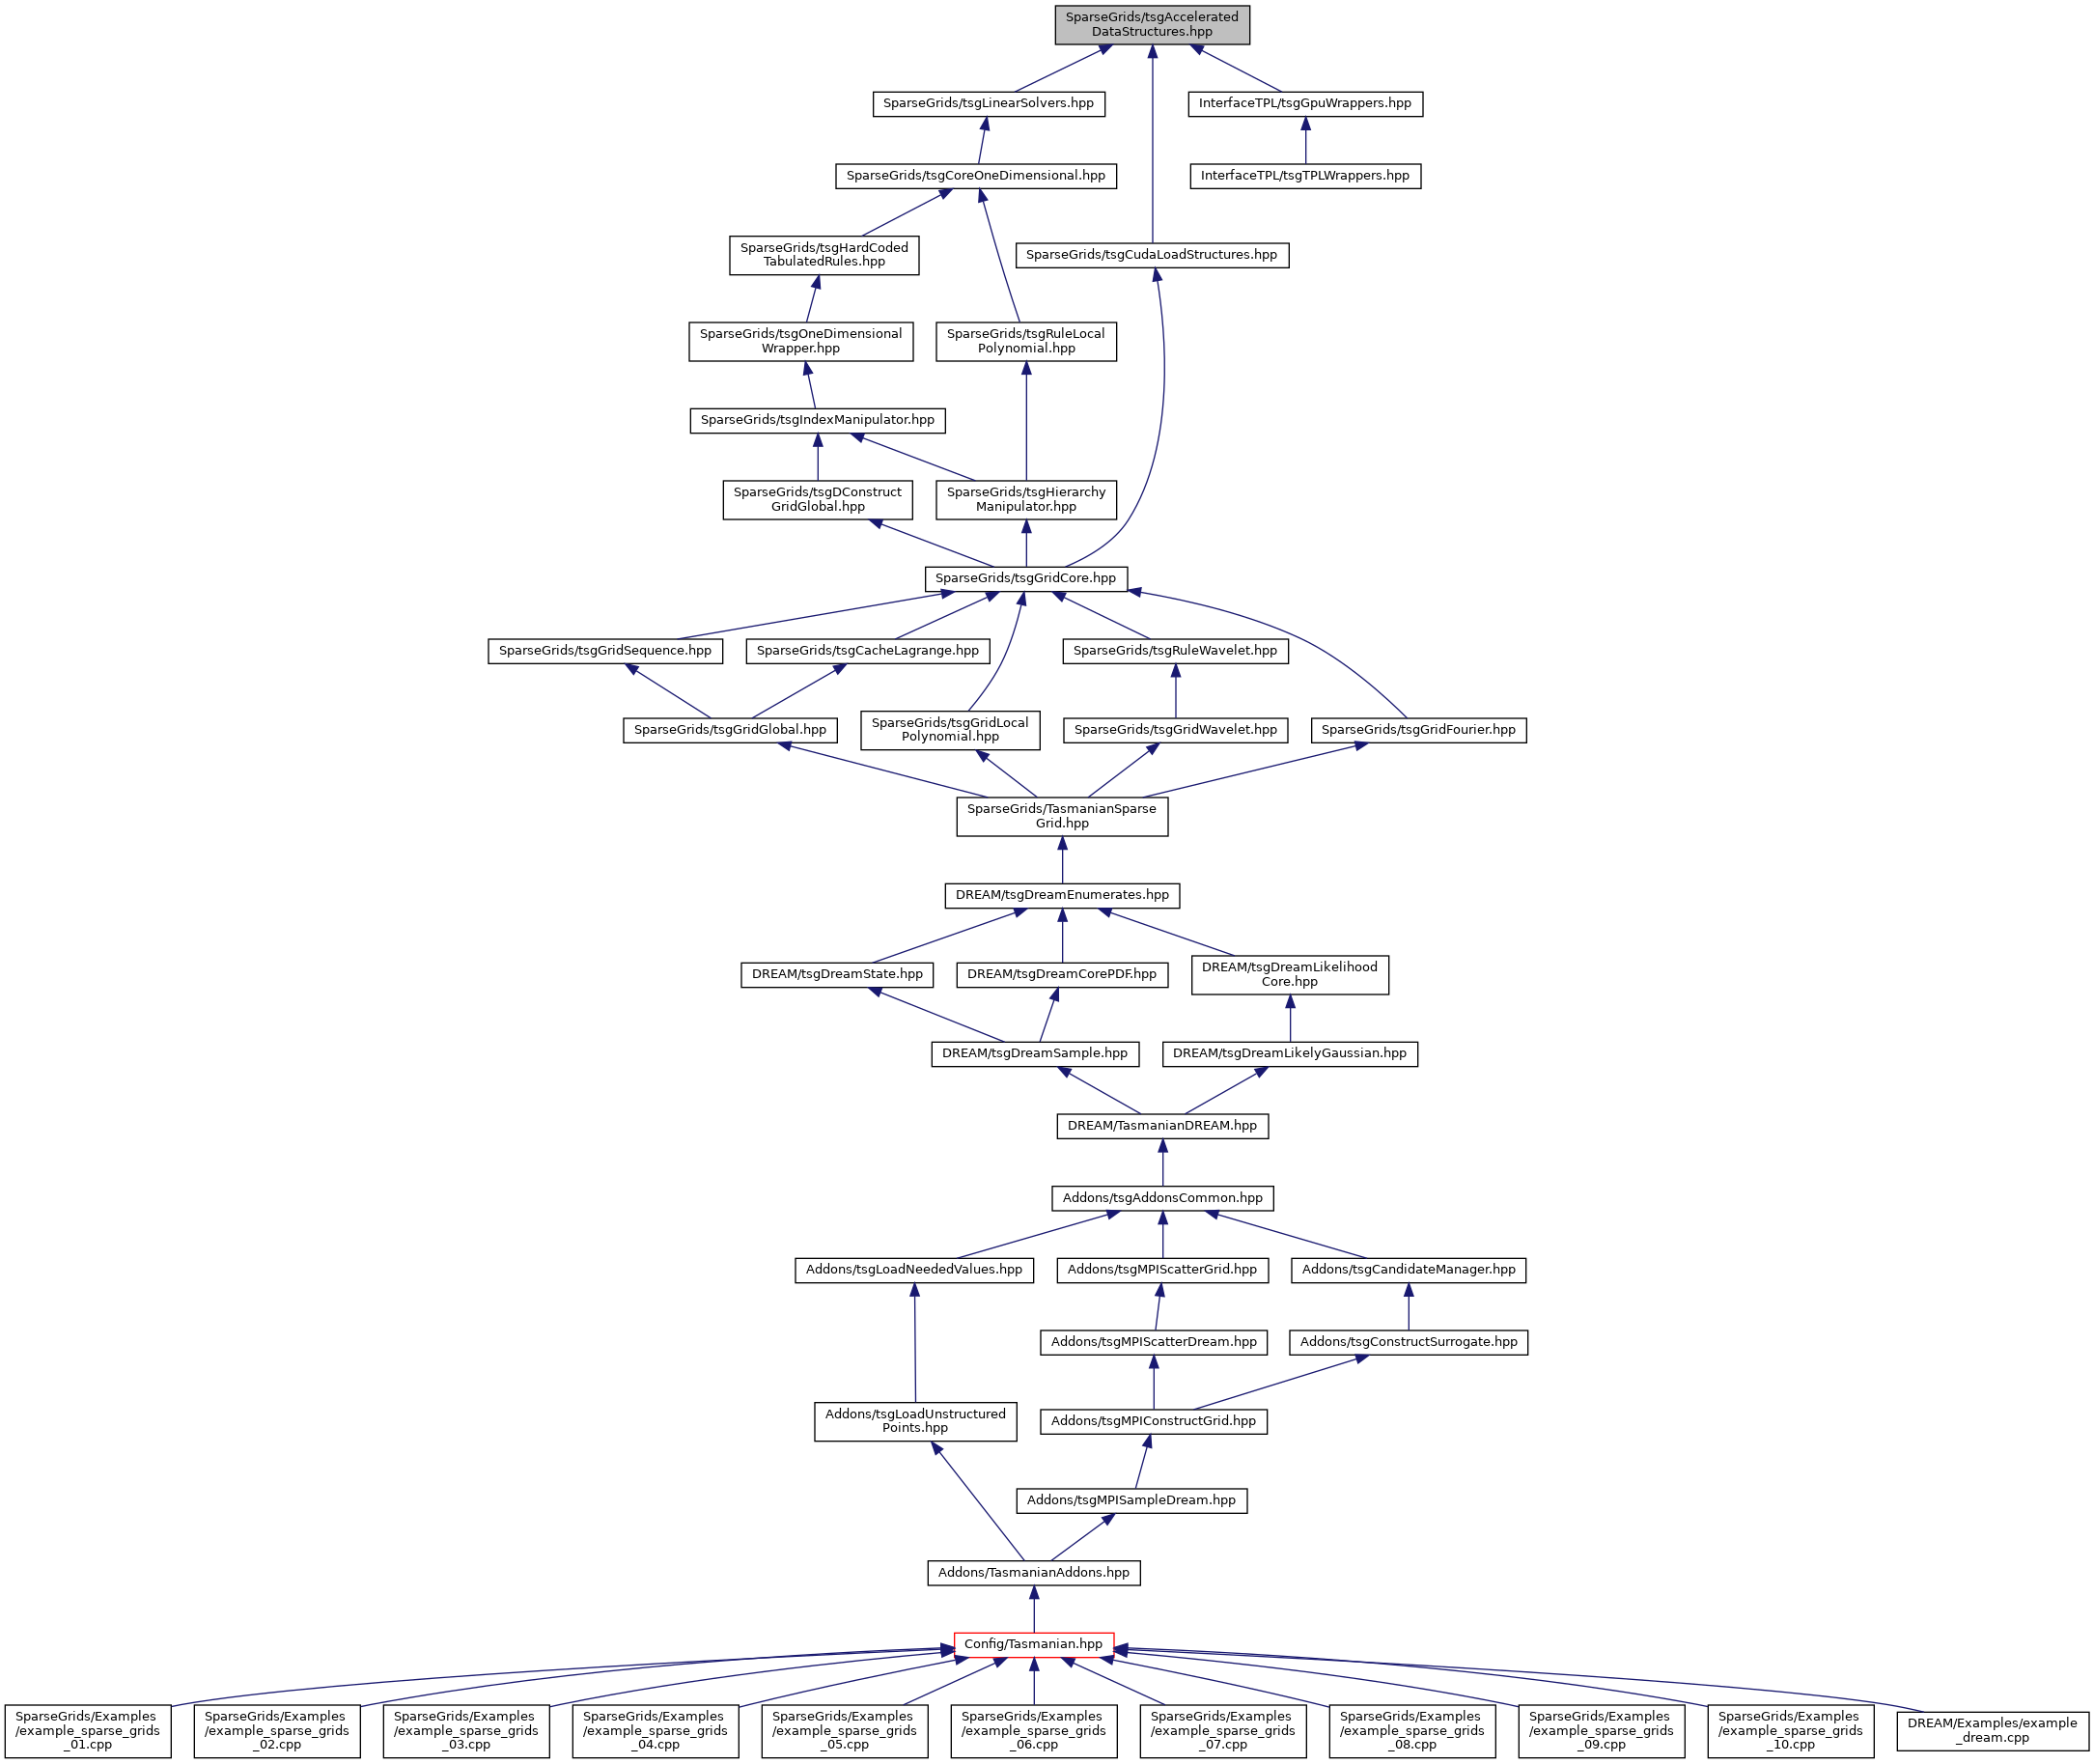 SparseGrids/tsgAccelerated
DataStructures.hpp
SparseGrids/tsgLinearSolvers.hpp
InterfaceTPL/tsgGpuWrappers.hpp
SparseGrids/tsgCoreOneDimensional.hpp
InterfaceTPL/tsgTPLWrappers.hpp
SparseGrids/tsgHardCoded
TabulatedRules.hpp
SparseGrids/tsgCudaLoadStructures.hpp
SparseGrids/tsgOneDimensional
Wrapper.hpp
SparseGrids/tsgRuleLocal
Polynomial.hpp
SparseGrids/tsgIndexManipulator.hpp
SparseGrids/tsgDConstruct
GridGlobal.hpp
SparseGrids/tsgHierarchy
Manipulator.hpp
SparseGrids/tsgGridCore.hpp
SparseGrids/tsgGridSequence.hpp
SparseGrids/tsgCacheLagrange.hpp
SparseGrids/tsgRuleWavelet.hpp
SparseGrids/tsgGridGlobal.hpp
SparseGrids/tsgGridLocal
Polynomial.hpp
SparseGrids/tsgGridWavelet.hpp
SparseGrids/tsgGridFourier.hpp
SparseGrids/TasmanianSparse
Grid.hpp
DREAM/tsgDreamEnumerates.hpp
DREAM/tsgDreamState.hpp
DREAM/tsgDreamCorePDF.hpp
DREAM/tsgDreamLikelihood
Core.hpp
DREAM/tsgDreamSample.hpp
DREAM/tsgDreamLikelyGaussian.hpp
DREAM/TasmanianDREAM.hpp
Addons/tsgAddonsCommon.hpp
Addons/tsgLoadNeededValues.hpp
Addons/tsgMPIScatterGrid.hpp
Addons/tsgCandidateManager.hpp
Addons/tsgMPIScatterDream.hpp
Addons/tsgConstructSurrogate.hpp
Addons/tsgLoadUnstructured
Points.hpp
Addons/tsgMPIConstructGrid.hpp
Addons/tsgMPISampleDream.hpp
Addons/TasmanianAddons.hpp
Config/Tasmanian.hpp
SparseGrids/Examples
/example_sparse_grids
_01.cpp
SparseGrids/Examples
/example_sparse_grids
_02.cpp
SparseGrids/Examples
/example_sparse_grids
_03.cpp
SparseGrids/Examples
/example_sparse_grids
_04.cpp
SparseGrids/Examples
/example_sparse_grids
_05.cpp
SparseGrids/Examples
/example_sparse_grids
_06.cpp
SparseGrids/Examples
/example_sparse_grids
_07.cpp
SparseGrids/Examples
/example_sparse_grids
_08.cpp
SparseGrids/Examples
/example_sparse_grids
_09.cpp
SparseGrids/Examples
/example_sparse_grids
_10.cpp
DREAM/Examples/example
_dream.cpp